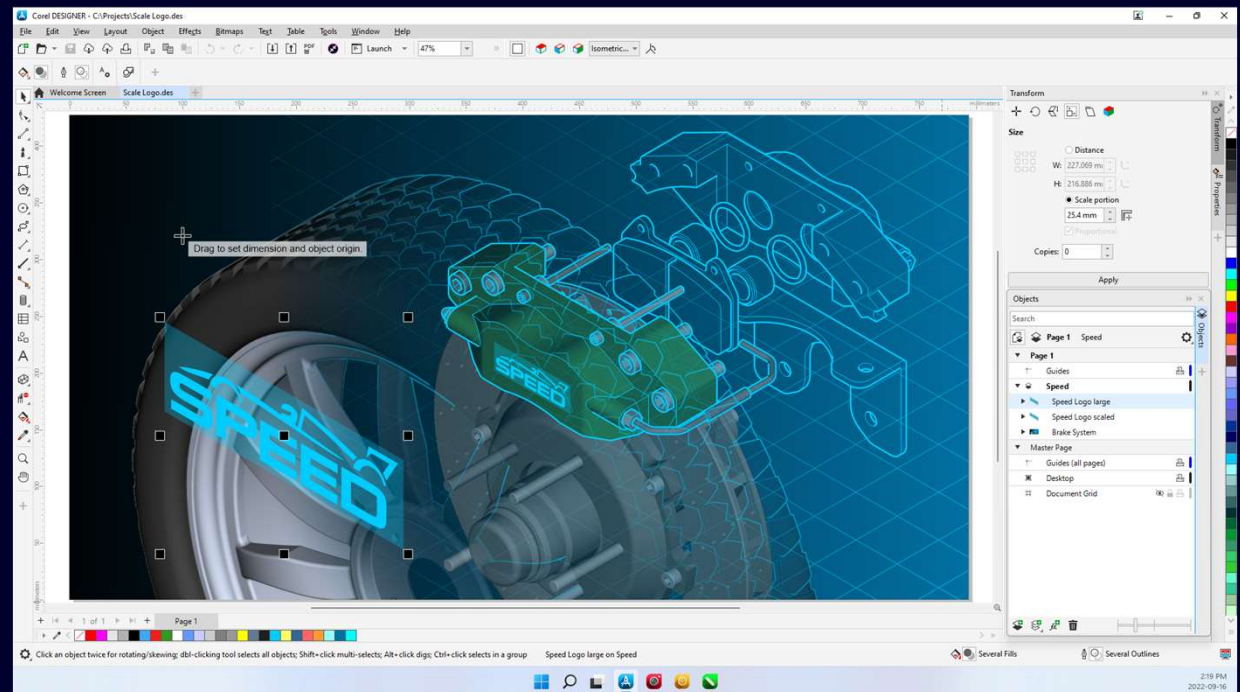 Corel DESIGNER - C:\Projects\Scale Logo.des
File Edit View Layout Object Effects Bitmaps Text Table Tools Window Help
PDF Launch 47% Isometric...
Welcome Screen Scale Logo.des
Transform
Size
Distance
W: 227.069 m
H: 216.886 m
Scale portion
25.4 mm
Proportional
Copies: 0
Apply
Transform
Properties
Drag to set dimension and object origin.
SPEED
SPEED
Objects
Search
Page 1 Speed
Page 1
Guides
Speed
Speed Logo large
Speed Logo scaled
Brake System
Master Page
Guides (all pages)
Desktop
Document Grid
Objects
1 of 1 Page 1
Click an object twice for rotating/skewing; dbl-clicking tool selects all objects; Shift+click multi-selects; Alt+click digs; Ctrl+click selects in a group Speed Logo large on Speed Several Fills Several Outlines
2:19 PM
2022-09-16